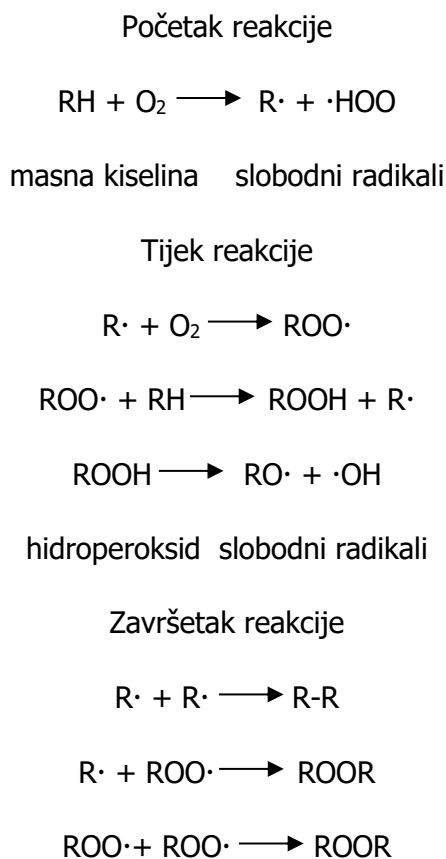 Početak reakcije
RH + O₂ ⟶ R· + ·HOO
masna kiselina slobodni radikali
Tijek reakcije
R· + O₂ ⟶ ROO·
ROO· + RH ⟶ ROOH + R·
ROOH ⟶ RO· + ·OH
hidroperoksid slobodni radikali
Završetak reakcije
R· + R· ⟶ R-R
R· + ROO· ⟶ ROOR
ROO·+ ROO· ⟶ ROOR